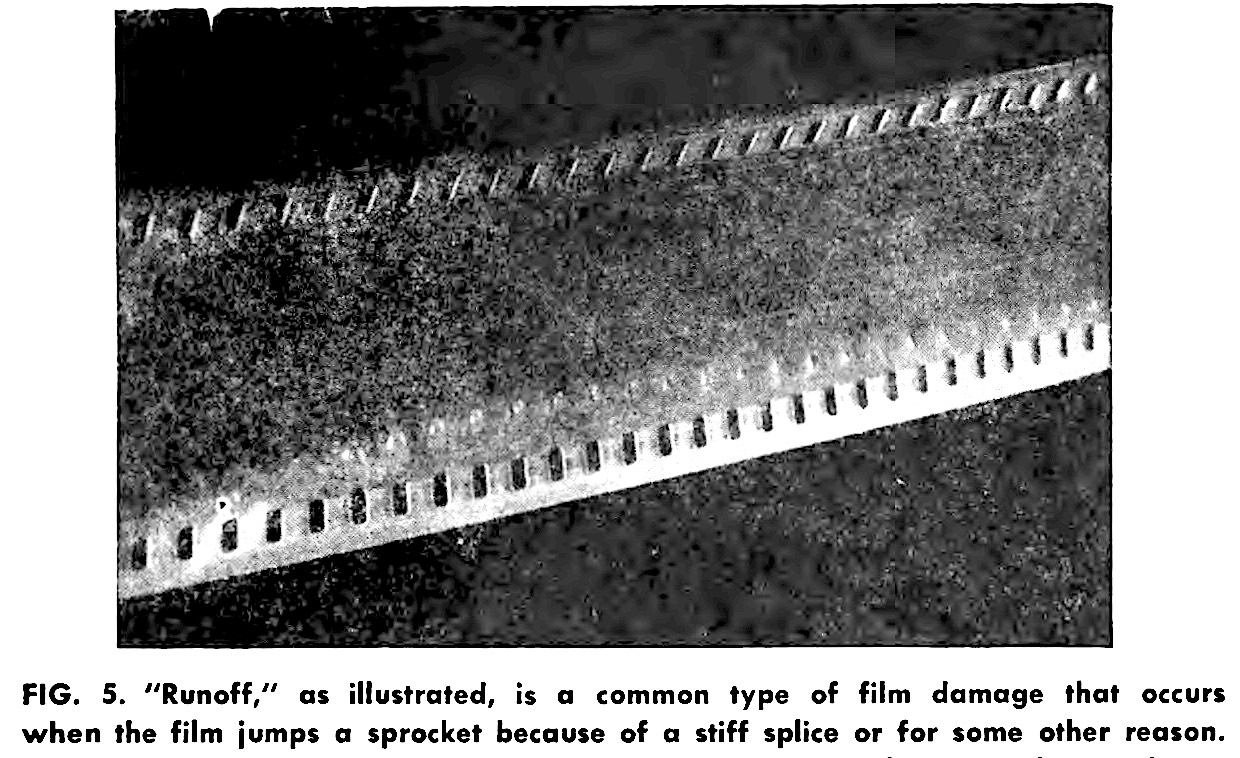 FIG. 5. "Runoff," as illustrated, is a common type of film damage that occurs
when the film jumps a sprocket because of a stiff splice or for some other reason.